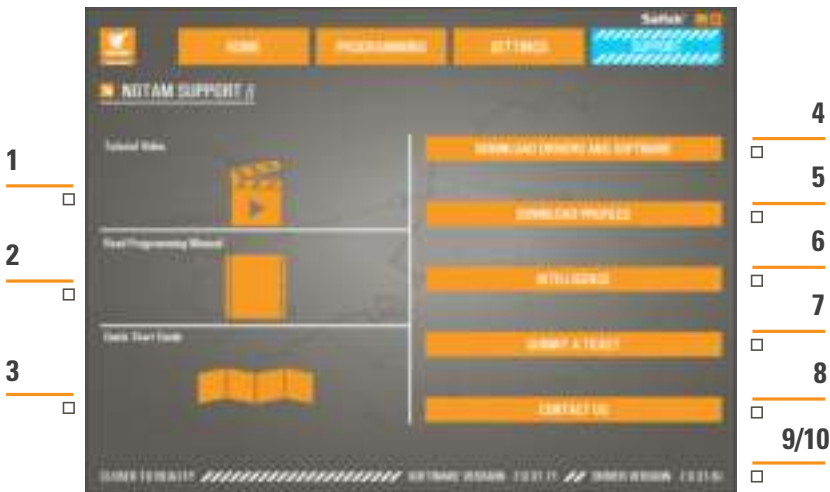 Saitek
HOME PROGRAMMING SETTINGS SUPPORT
NOTAM SUPPORT //
4
1
Tutorial Video
DOWNLOAD DRIVERS AND SOFTWARE
5
DOWNLOAD PROFILES
2
Read Programming Manual
6
INTELLIGENCE
7
Quick Start Guide
SUBMIT A TICKET
3
8
CONTACT US
9/10
CLOSER TO REALITY SOFTWARE VERSION // DRIVER VERSION